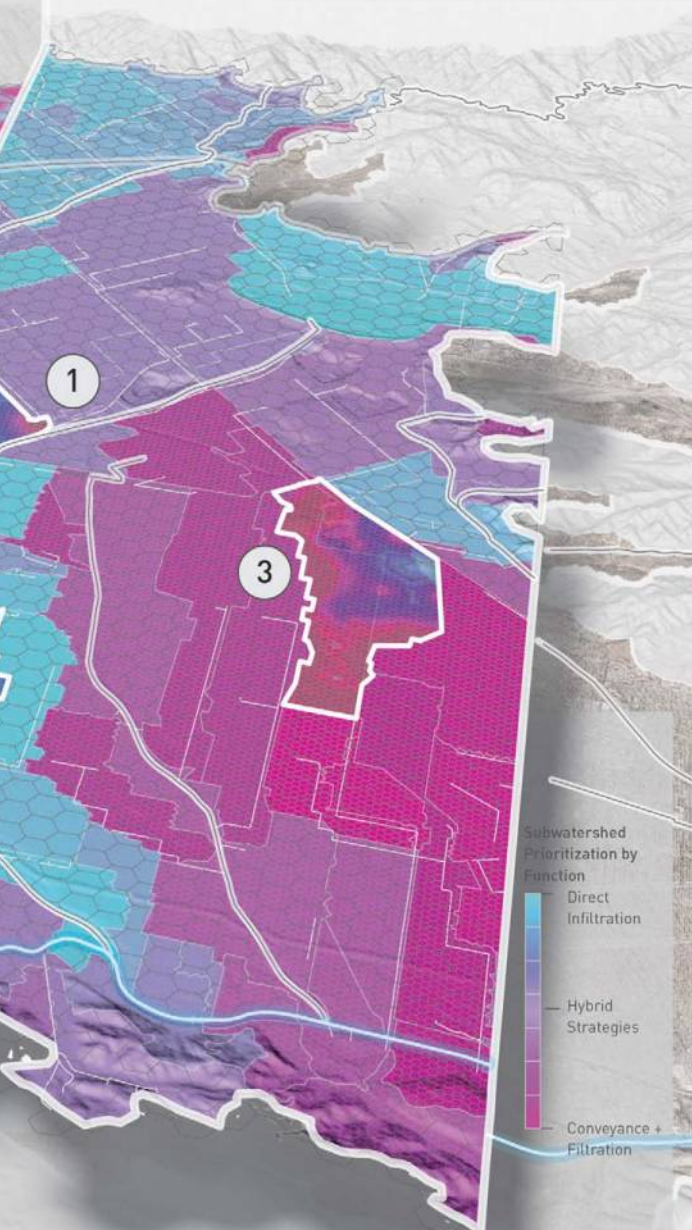 1
3
Subwatershed
Prioritization by
Function
Direct
Infiltration
Hybrid
Strategies
Conveyance +
Filtration